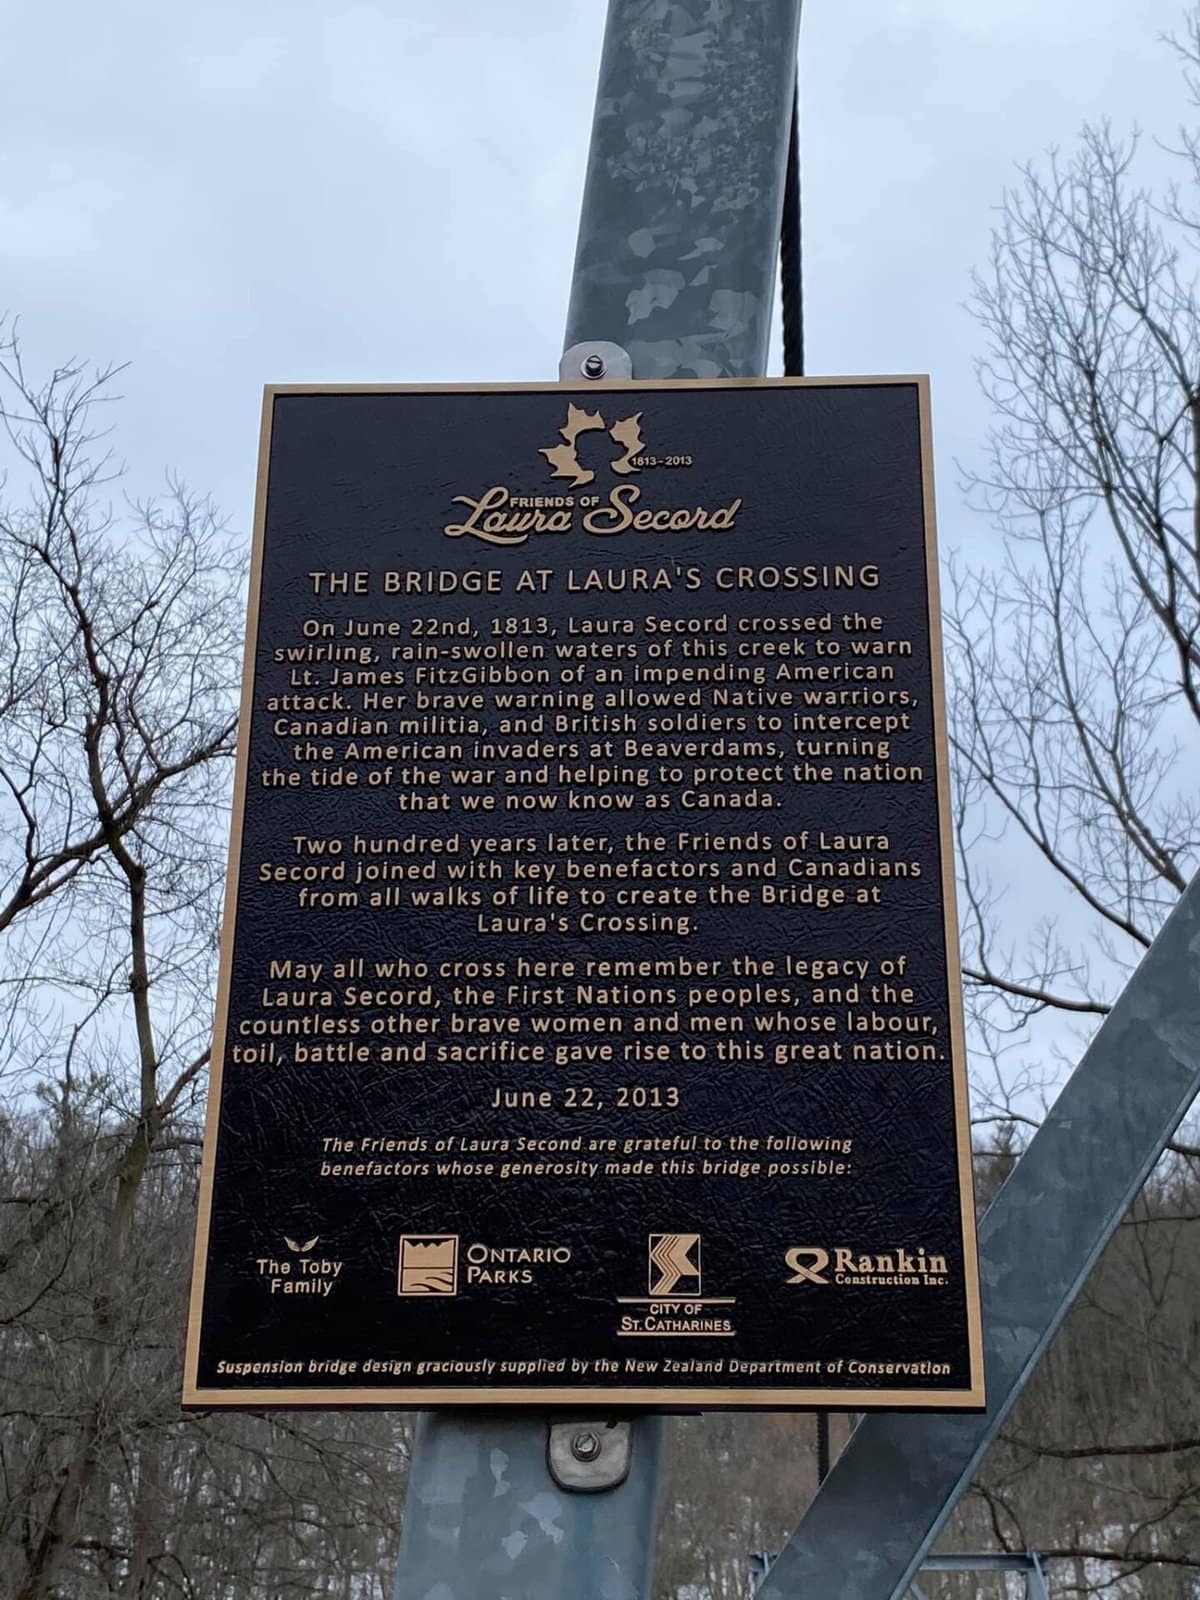 1813-2013
FRIENDS OF
Laura Secord
THE BRIDGE AT LAURA'S CROSSING
On June 22nd, 1813, Laura Secord crossed the
swirling, rain-swollen waters of this creek to warn
Lt. James FitzGibbon of an impending American
attack. Her brave warning allowed Native warriors,
Canadian militia, and British soldiers to intercept
the American invaders at Beaverdams, turning
the tide of the war and helping to protect the nation
that we now know as Canada.
Two hundred years later, the Friends of Laura
Secord joined with key benefactors and Canadians
from all walks of life to create the Bridge at
Laura's Crossing.
May all who cross here remember the legacy of
Laura Secord, the First Nations peoples, and the
countless other brave women and men whose labour,
toil, battle and sacrifice gave rise to this great nation.
June 22, 2013
The Friends of Laura Second are grateful to the following
benefactors whose generosity made this bridge possible:
The Toby
Family
ONTARIO
PARKS
CITY OF
ST. CATHARINES
Rankin
Construction Inc.
Suspension bridge design graciously supplied by the New Zealand Department of Conservation